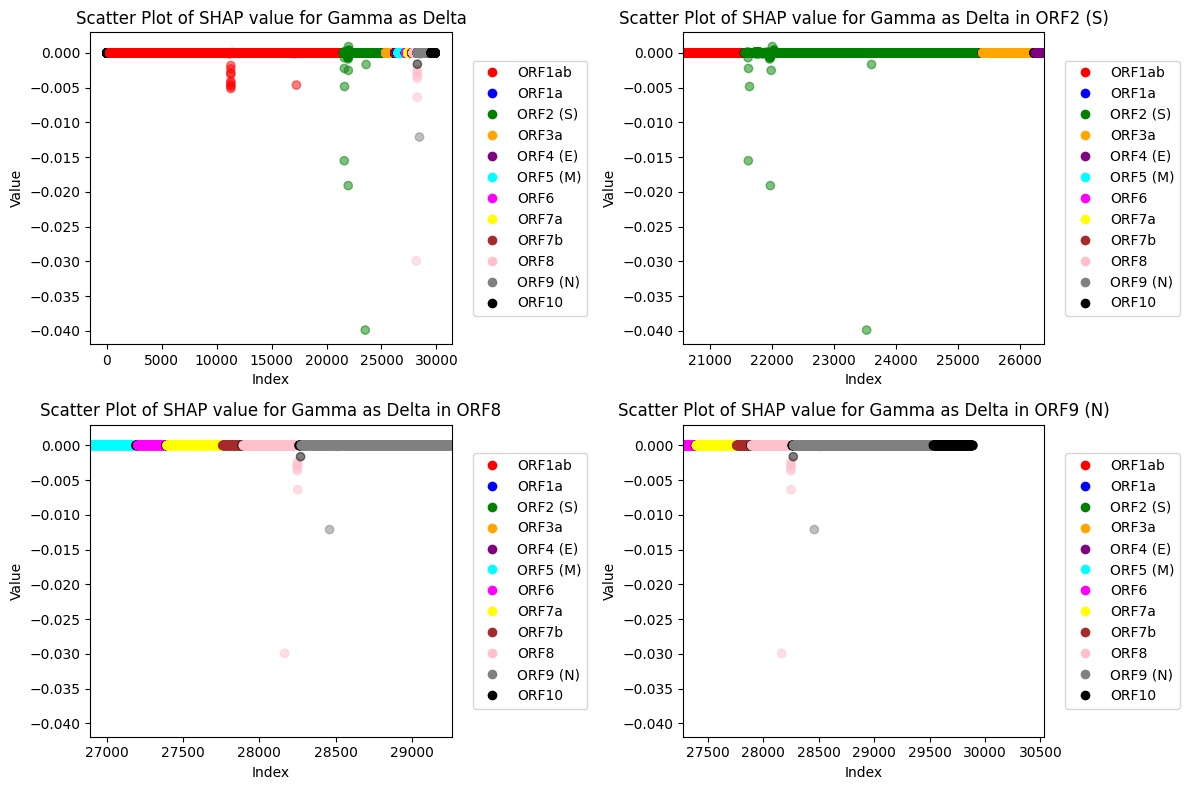 Scatter Plot of SHAP value for Gamma as Delta
0.000
−0.005
−0.010
−0.015
−0.020
−0.025
−0.030
−0.035
−0.040
Value
0
5000
10000
15000
20000
25000
30000
Index
ORF1ab
ORF1a
ORF2 (S)
ORF3a
ORF4 (E)
ORF5 (M)
ORF6
ORF7a
ORF7b
ORF8
ORF9 (N)
ORF10
Scatter Plot of SHAP value for Gamma as Delta in ORF2 (S)
0.000
−0.005
−0.010
−0.015
−0.020
−0.025
−0.030
−0.035
−0.040
Value
21000
22000
23000
24000
25000
26000
Index
ORF1ab
ORF1a
ORF2 (S)
ORF3a
ORF4 (E)
ORF5 (M)
ORF6
ORF7a
ORF7b
ORF8
ORF9 (N)
ORF10
Scatter Plot of SHAP value for Gamma as Delta in ORF8
0.000
−0.005
−0.010
−0.015
−0.020
−0.025
−0.030
−0.035
−0.040
Value
27000
27500
28000
28500
29000
Index
ORF1ab
ORF1a
ORF2 (S)
ORF3a
ORF4 (E)
ORF5 (M)
ORF6
ORF7a
ORF7b
ORF8
ORF9 (N)
ORF10
Scatter Plot of SHAP value for Gamma as Delta in ORF9 (N)
0.000
−0.005
−0.010
−0.015
−0.020
−0.025
−0.030
−0.035
−0.040
Value
27500
28000
28500
29000
29500
30000
30500
Index
ORF1ab
ORF1a
ORF2 (S)
ORF3a
ORF4 (E)
ORF5 (M)
ORF6
ORF7a
ORF7b
ORF8
ORF9 (N)
ORF10